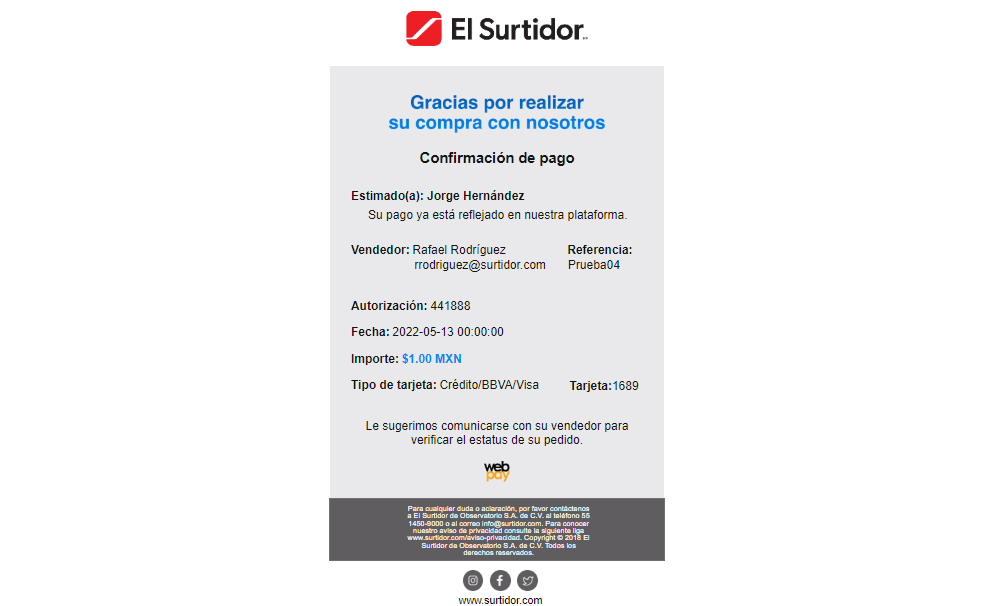 El Surtidor
Gracias por realizar
su compra con nosotros
Confirmación de pago
Estimado(a): Jorge Hernández
Su pago ya está reflejado en nuestra plataforma.
Vendedor: Rafael Rodríguez
rrodriguez@surtidor.com
Referencia:
Prueba04
Autorización: 441888
Fecha: 2022-05-13 00:00:00
Importe: $1.00 MXN
Tipo de tarjeta: Crédito/BBVA/Visa
Tarjeta:1689
Le sugerimos comunicarse con su vendedor para
verificar el estatus de su pedido.
web
pay
Para cualquier duda o aclaración, por favor contáctenos
a El Surtidor de Observatorio S.A. de C.V. al teléfono 55
1450-9000 o al correo info@surtidor.com. Para conocer
nuestro aviso de privacidad consulte la siguiente liga
www.surtidor.com/aviso-privacidad. Copyright © 2018 El
Surtidor de Observatorio S.A. de C.V. Todos los
derechos reservados.
www.surtidor.com